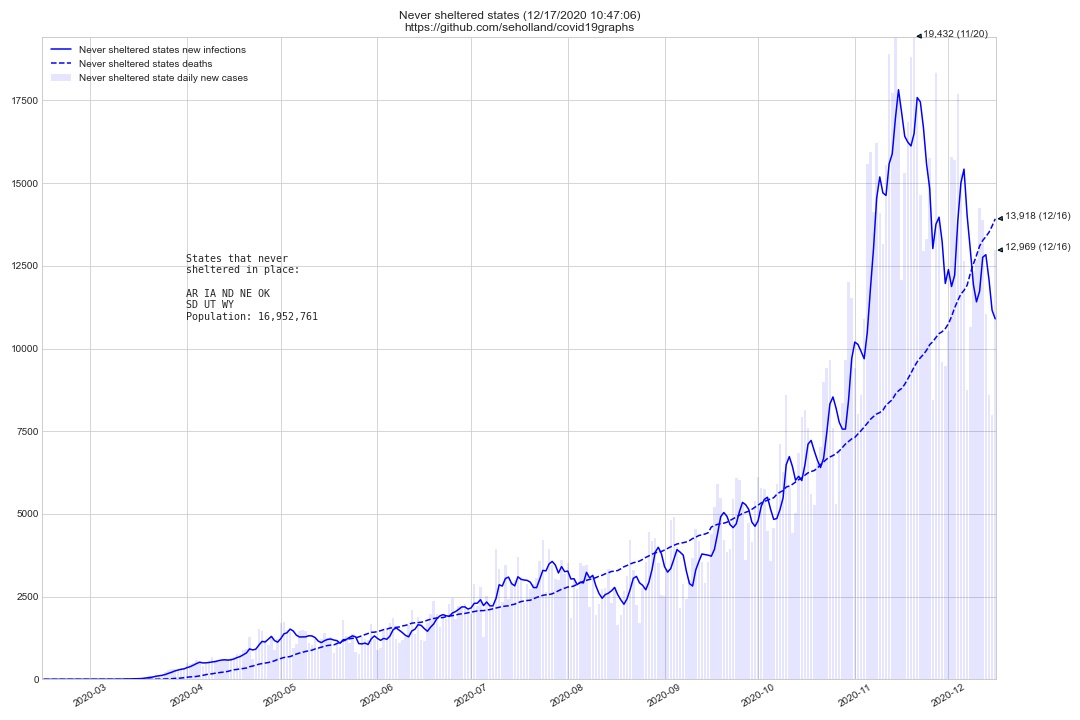 Never sheltered states (12/17/2020 10:47:06)
https://github.com/seholland/covid19graphs
Never sheltered states new infections
Never sheltered states deaths
Never sheltered state daily new cases
19,432 (11/20)
17500
15000
13,918 (12/16)
12,969 (12/16)
States that never
sheltered in place:
AR IA ND NE OK
SD UT WY
Population: 16,952,761
12500
10000
7500
5000
2500
0
2020-03
2020-04
2020-05
2020-06
2020-07
2020-08
2020-09
2020-10
2020-11
2020-12